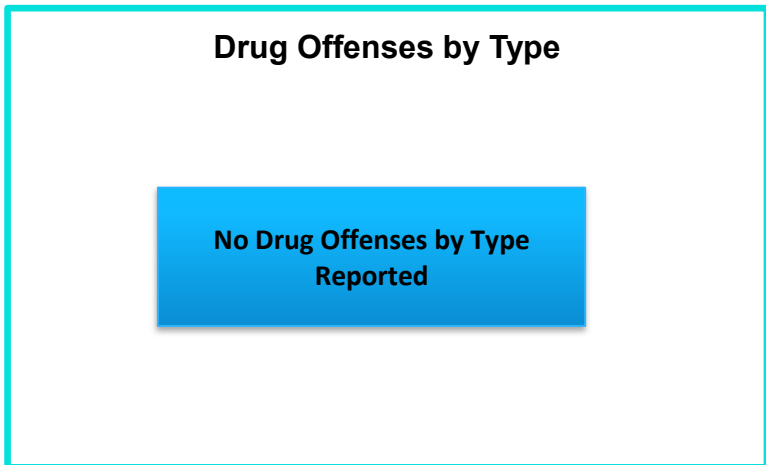 Drug Offenses by Type
No Drug Offenses by Type
Reported